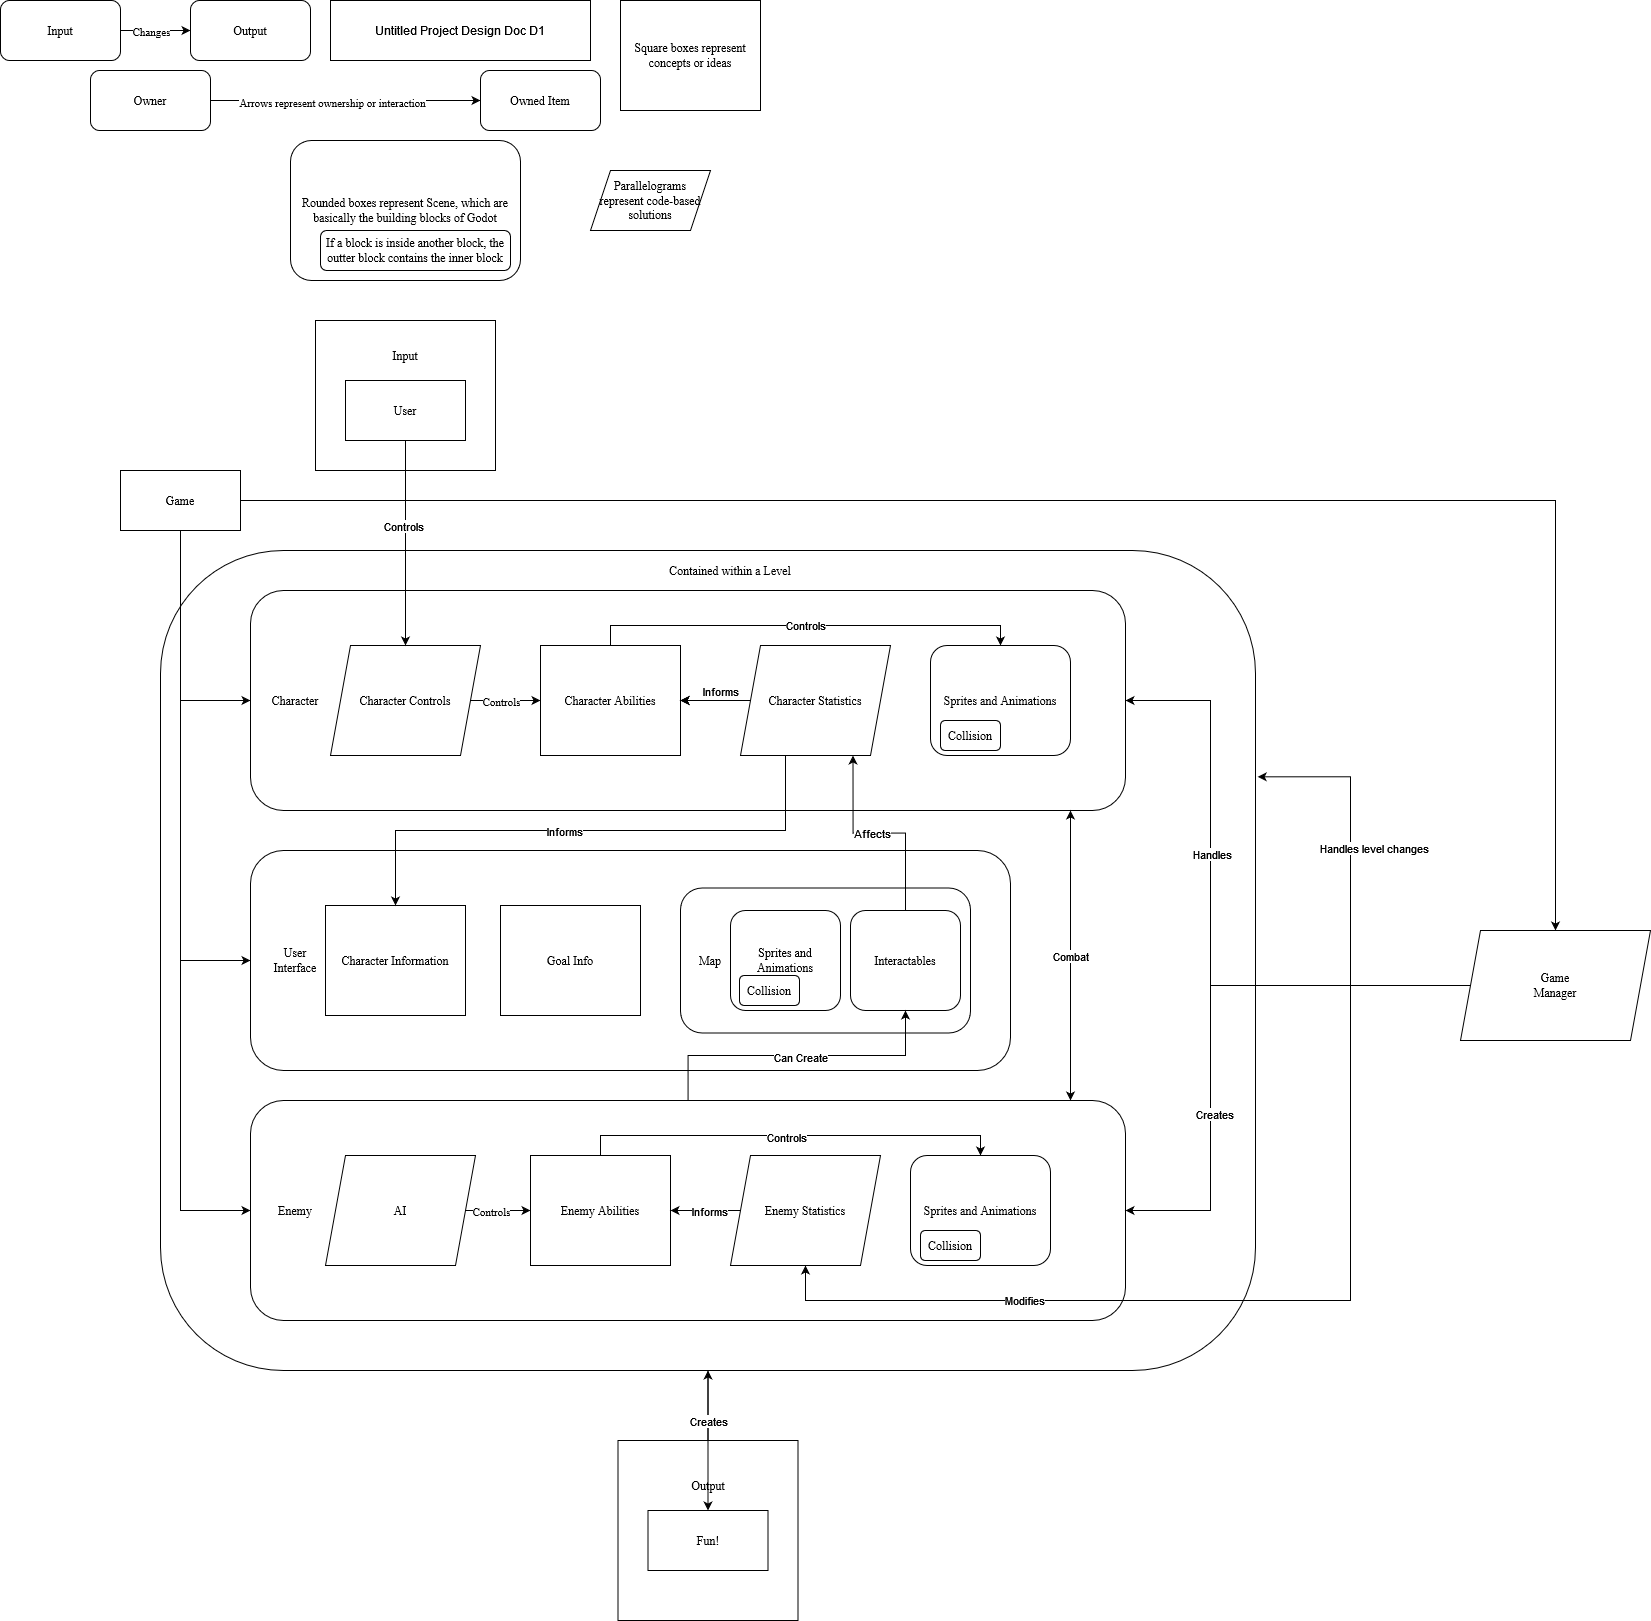 Input
Changes
Output
Untitled Project Design Doc D1
Square boxes represent
concepts or ideas
Owner
Arrows represent ownership or interaction
Owned Item
Rounded boxes represent Scene, which are
basically the building blocks of Godot
If a block is inside another block, the
outter block contains the inner block
Parallelograms
represent code-based
solutions
Input
User
Game
Controls
Contained within a Level
Controls
Character
Character Controls
Controls
Character Abilities
Informs
Character Statistics
Sprites and Animations
Collision
Informs
Affects
Handles
Handles level changes
User
Interface
Character Information
Goal Info
Map
Sprites and
Animations
Collision
Interactables
Combat
Game
Manager
Can Create
Creates
Controls
Enemy
AI
Controls
Enemy Abilities
Informs
Enemy Statistics
Sprites and Animations
Collision
Modifies
Creates
Output
Fun!